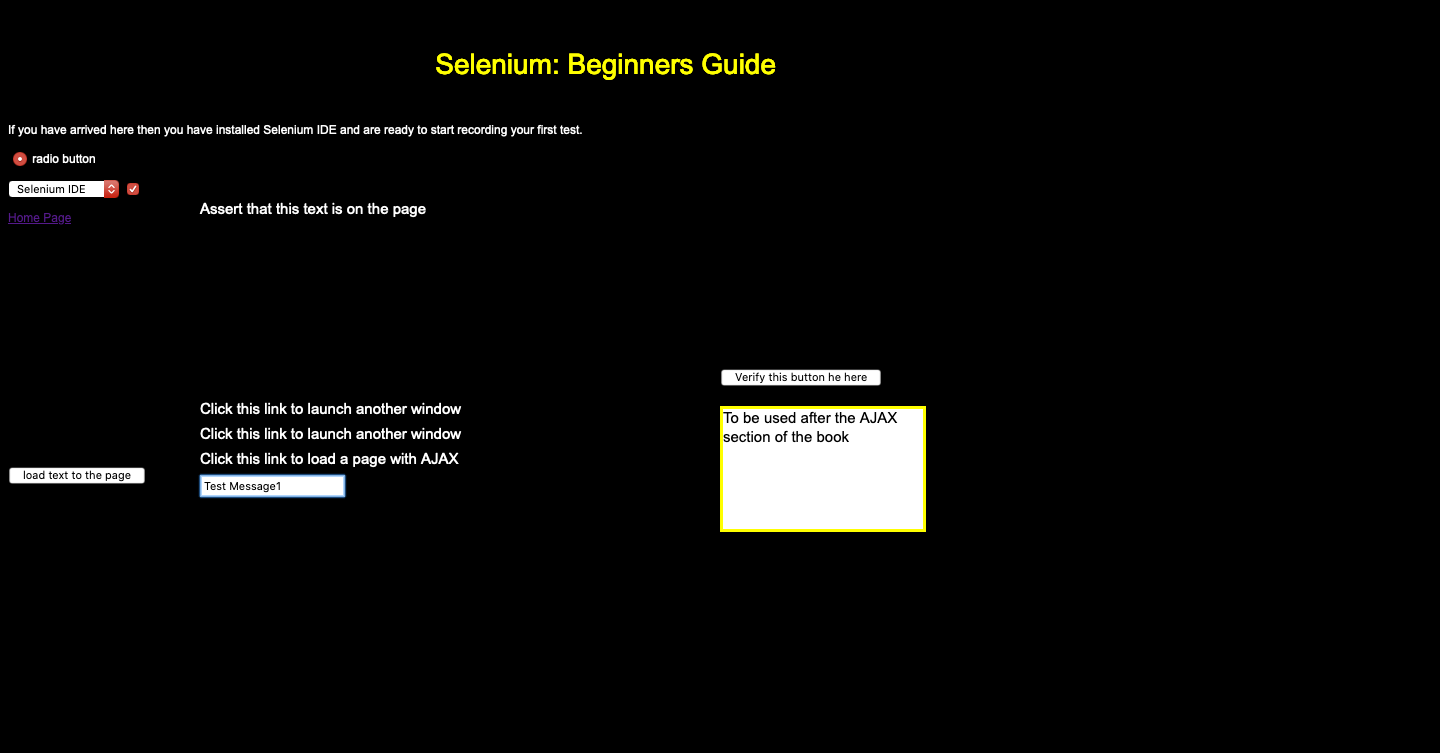 Selenium: Beginners Guide
If you have arrived here then you have installed Selenium IDE and are ready to start recording your first test.
radio button
Selenium IDE
Assert that this text is on the page
Home Page
Verify this button he here
Click this link to launch another window
To be used after the AJAX
section of the book
Click this link to launch another window
Click this link to load a page with AJAX
load text to the page
Test Message1